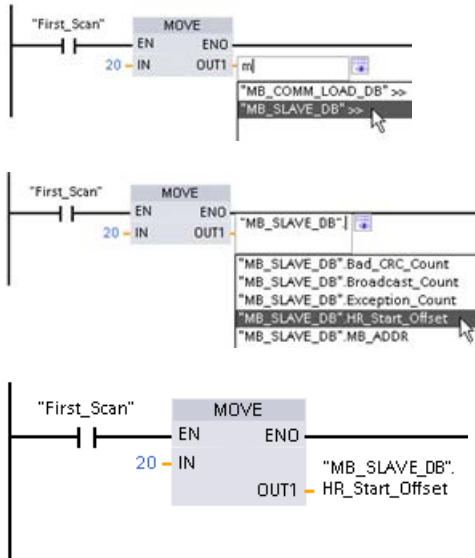 "First_Scan"
MOVE
EN ENO
20 IN OUT1 m
"MB_COMM_LOAD_DB" >>
"MB_SLAVE_DB" >>
"First_Scan"
MOVE
EN ENO
20 IN OUT1 "MB_SLAVE_DB".
"MB_SLAVE_DB".Bad_CRC_Count
"MB_SLAVE_DB".Broadcast_Count
"MB_SLAVE_DB".Exception_Count
"MB_SLAVE_DB".HR_Start_Offset
"MB_SLAVE_DB".MB_ADDR
"First_Scan"
MOVE
EN ENO
20 IN
"MB_SLAVE_DB".
OUT1 HR_Start_Offset